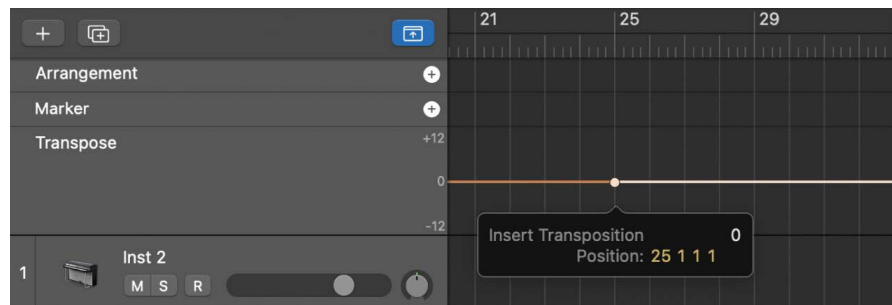 21 25 29
Arrangement
Marker
Transpose
+12
0
-12
Insert Transposition 0
Position: 25 1 1 1
1
Inst 2
M S R